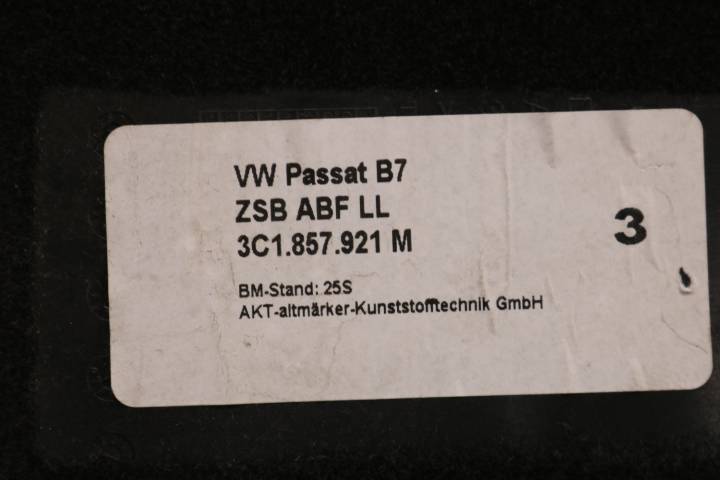 VW Passat B7
ZSB ABF LL
3C1.857.921 M
3
BM-Stand: 25S
AKT-altmärker-Kunststofftechnik GmbH